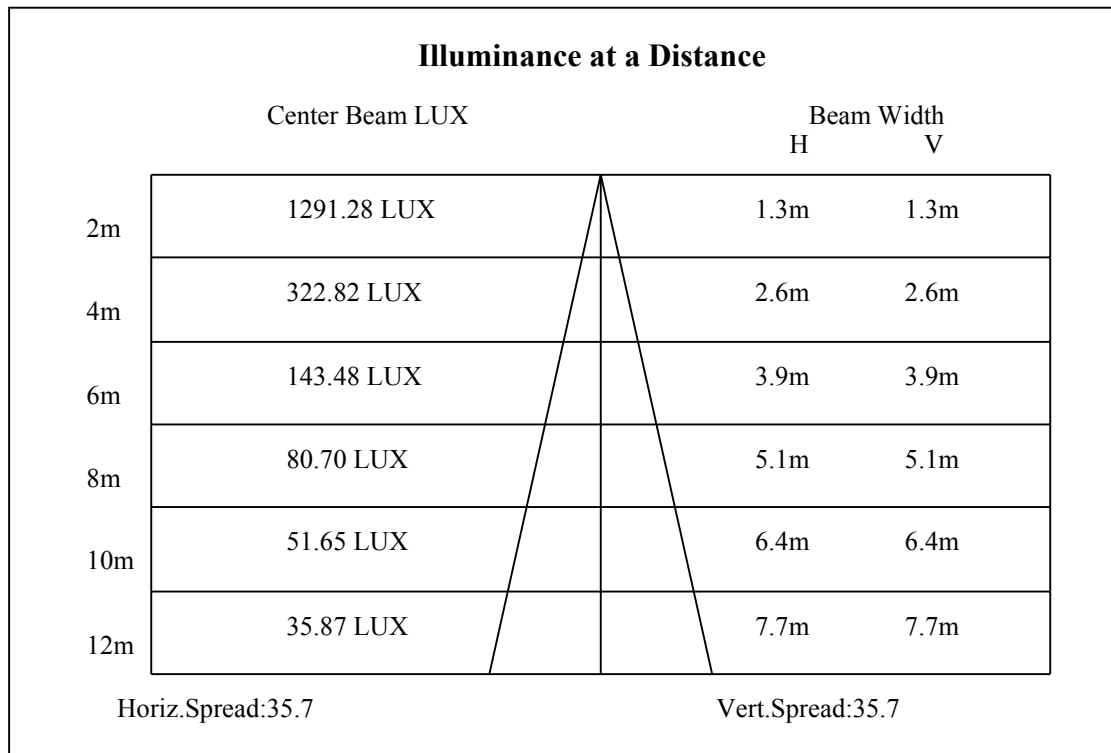 Illuminance at a Distance
Center Beam LUX Beam Width
H V
2m 1291.28 LUX 1.3m 1.3m
4m 322.82 LUX 2.6m 2.6m
6m 143.48 LUX 3.9m 3.9m
8m 80.70 LUX 5.1m 5.1m
10m 51.65 LUX 6.4m 6.4m
12m 35.87 LUX 7.7m 7.7m
Horiz.Spread:35.7 Vert.Spread:35.7